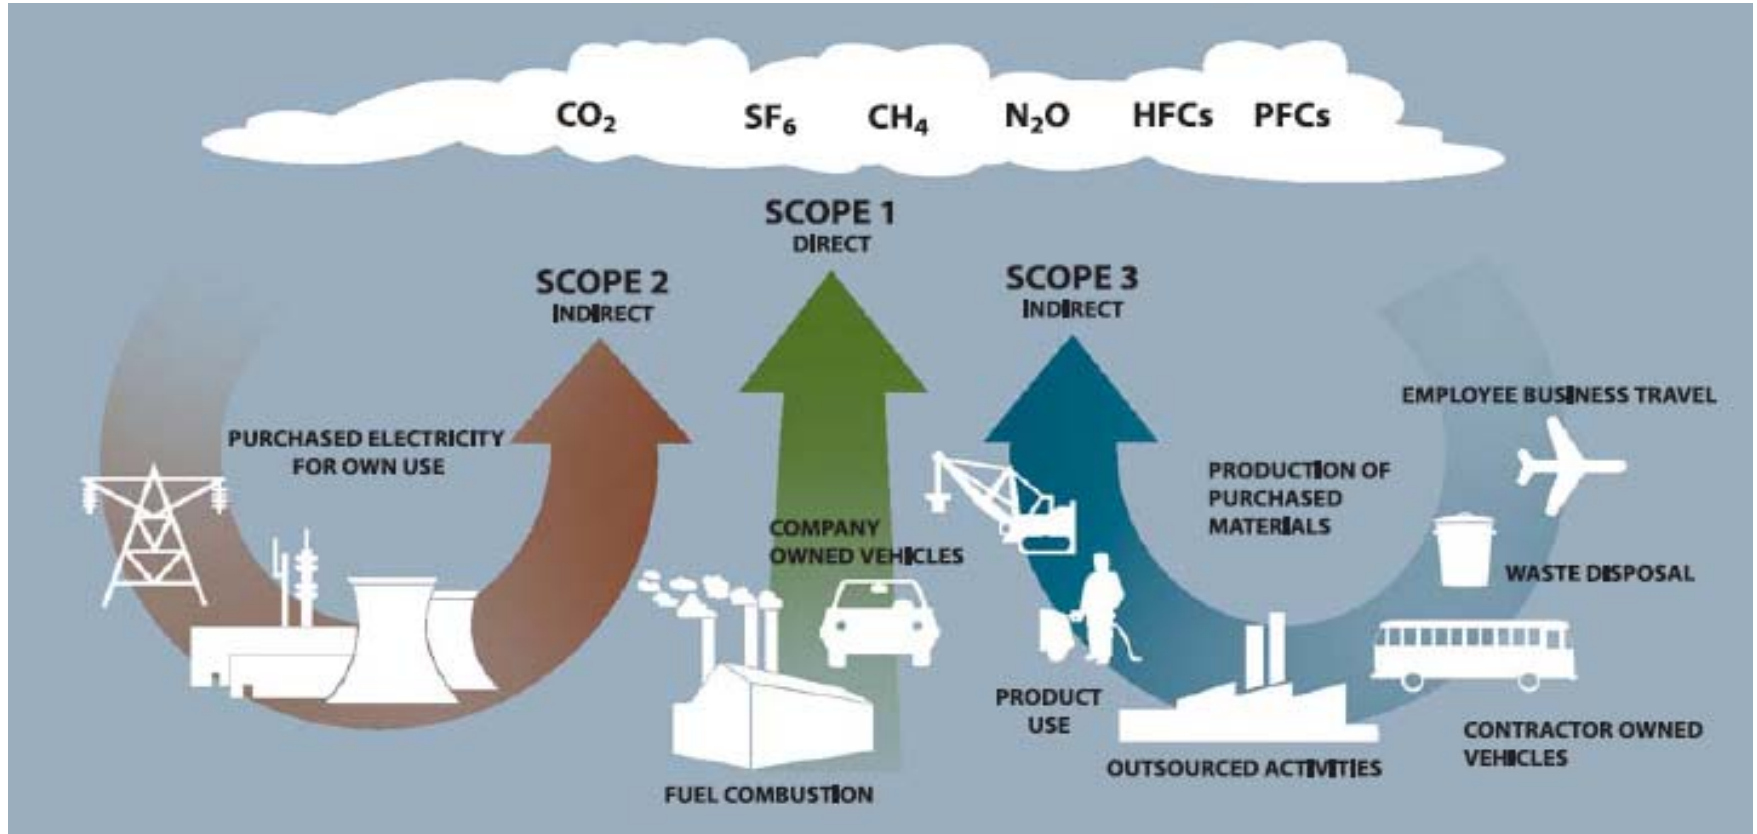 CO₂ SF₆ CH₄ N₂O HFCs PFCs
SCOPE 1
DIRECT
SCOPE 2
INDIRECT
SCOPE 3
INDIRECT
PURCHASED ELECTRICITY
FOR OWN USE
COMPANY
OWNED VEHICLES
FUEL COMBUSTION
EMPLOYEE BUSINESS TRAVEL
PRODUCTION OF
PURCHASED
MATERIALS
WASTE DISPOSAL
PRODUCT
USE
OUTSOURCED ACTIVITIES
CONTRACTOR OWNED
VEHICLES